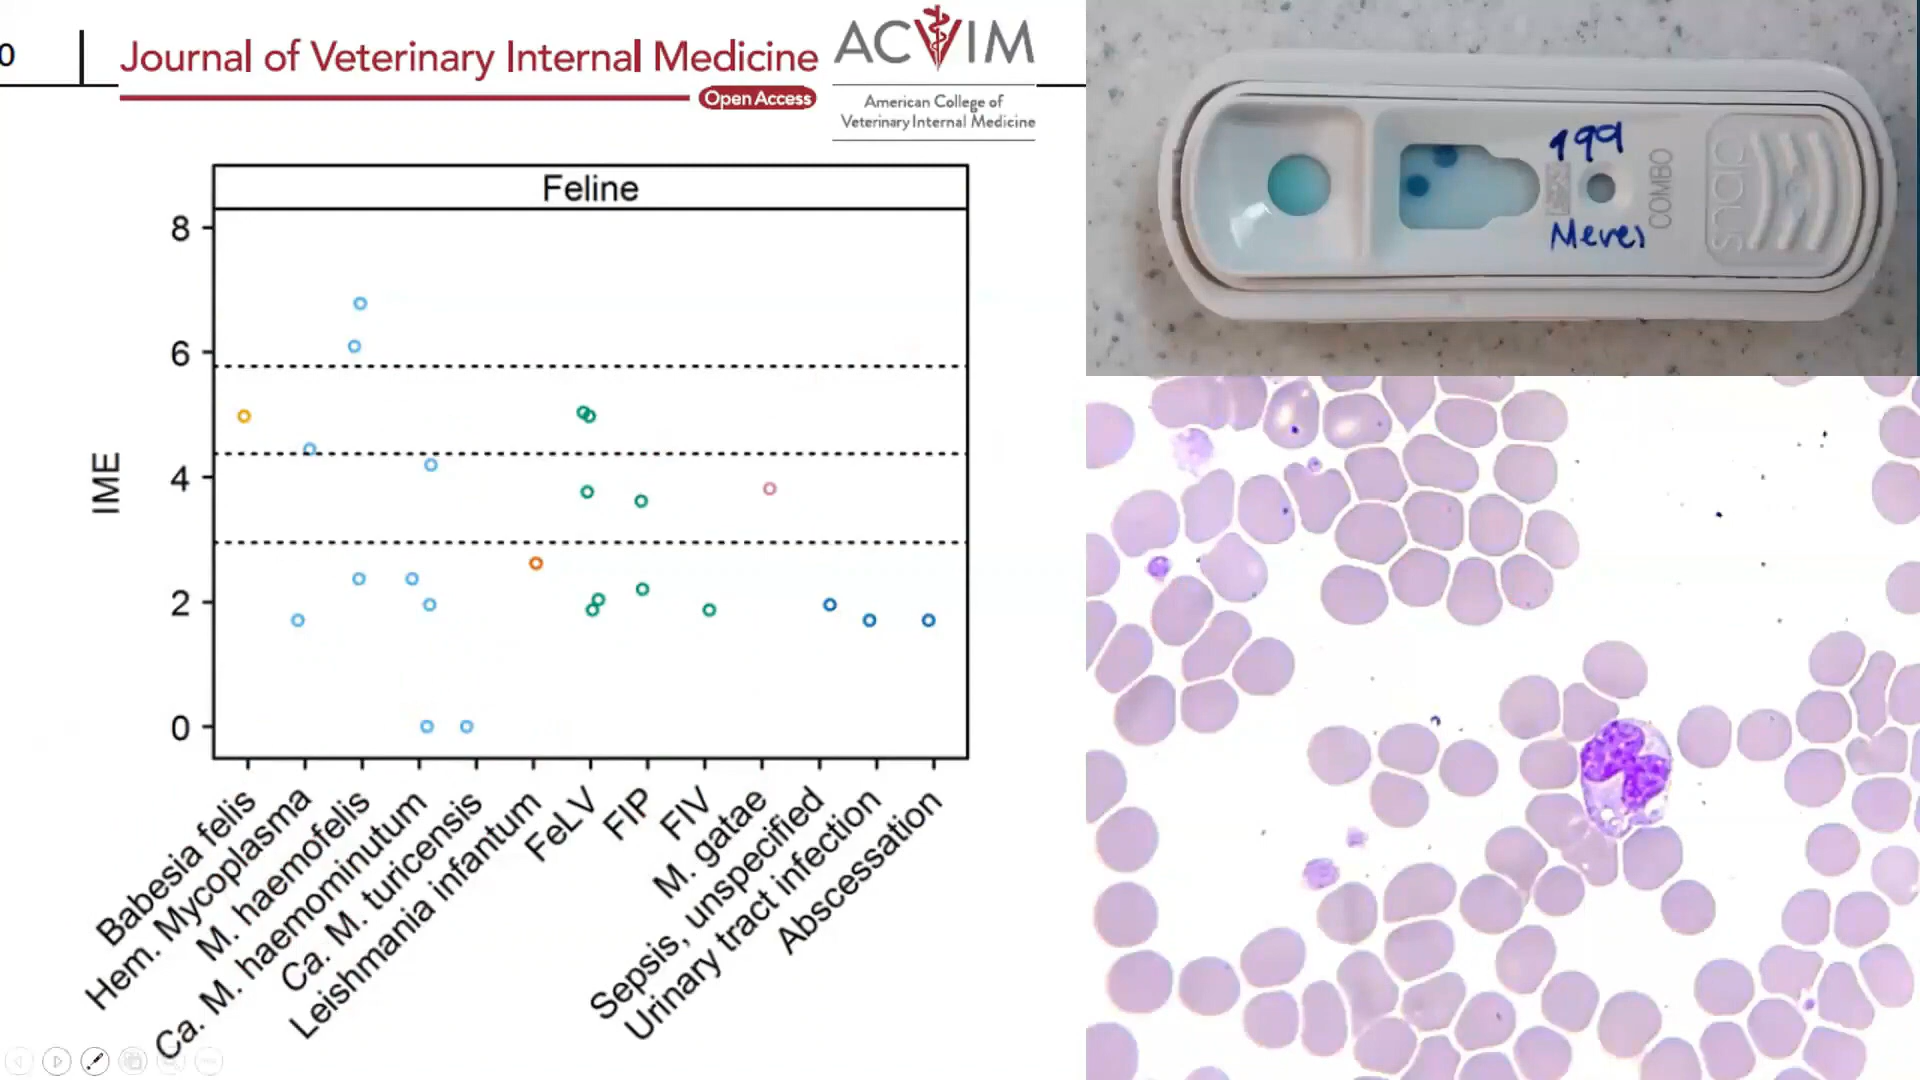 0
Journal of Veterinary Internal Medicine
Open Access
ACVIM
American College of
Veterinary Internal Medicine
Feline
8
6
4
2
0
IME
Babesia felis
Hem. Mycoplasma
M. haemofelis
Ca. M. haemominutum
Ca. M. turicensis
Leishmania infantum
FeLV
FIP
FIV
M. gatae
Sepsis, unspecified
Urinary tract infection
Abscessation
199
COMBO
SNAP